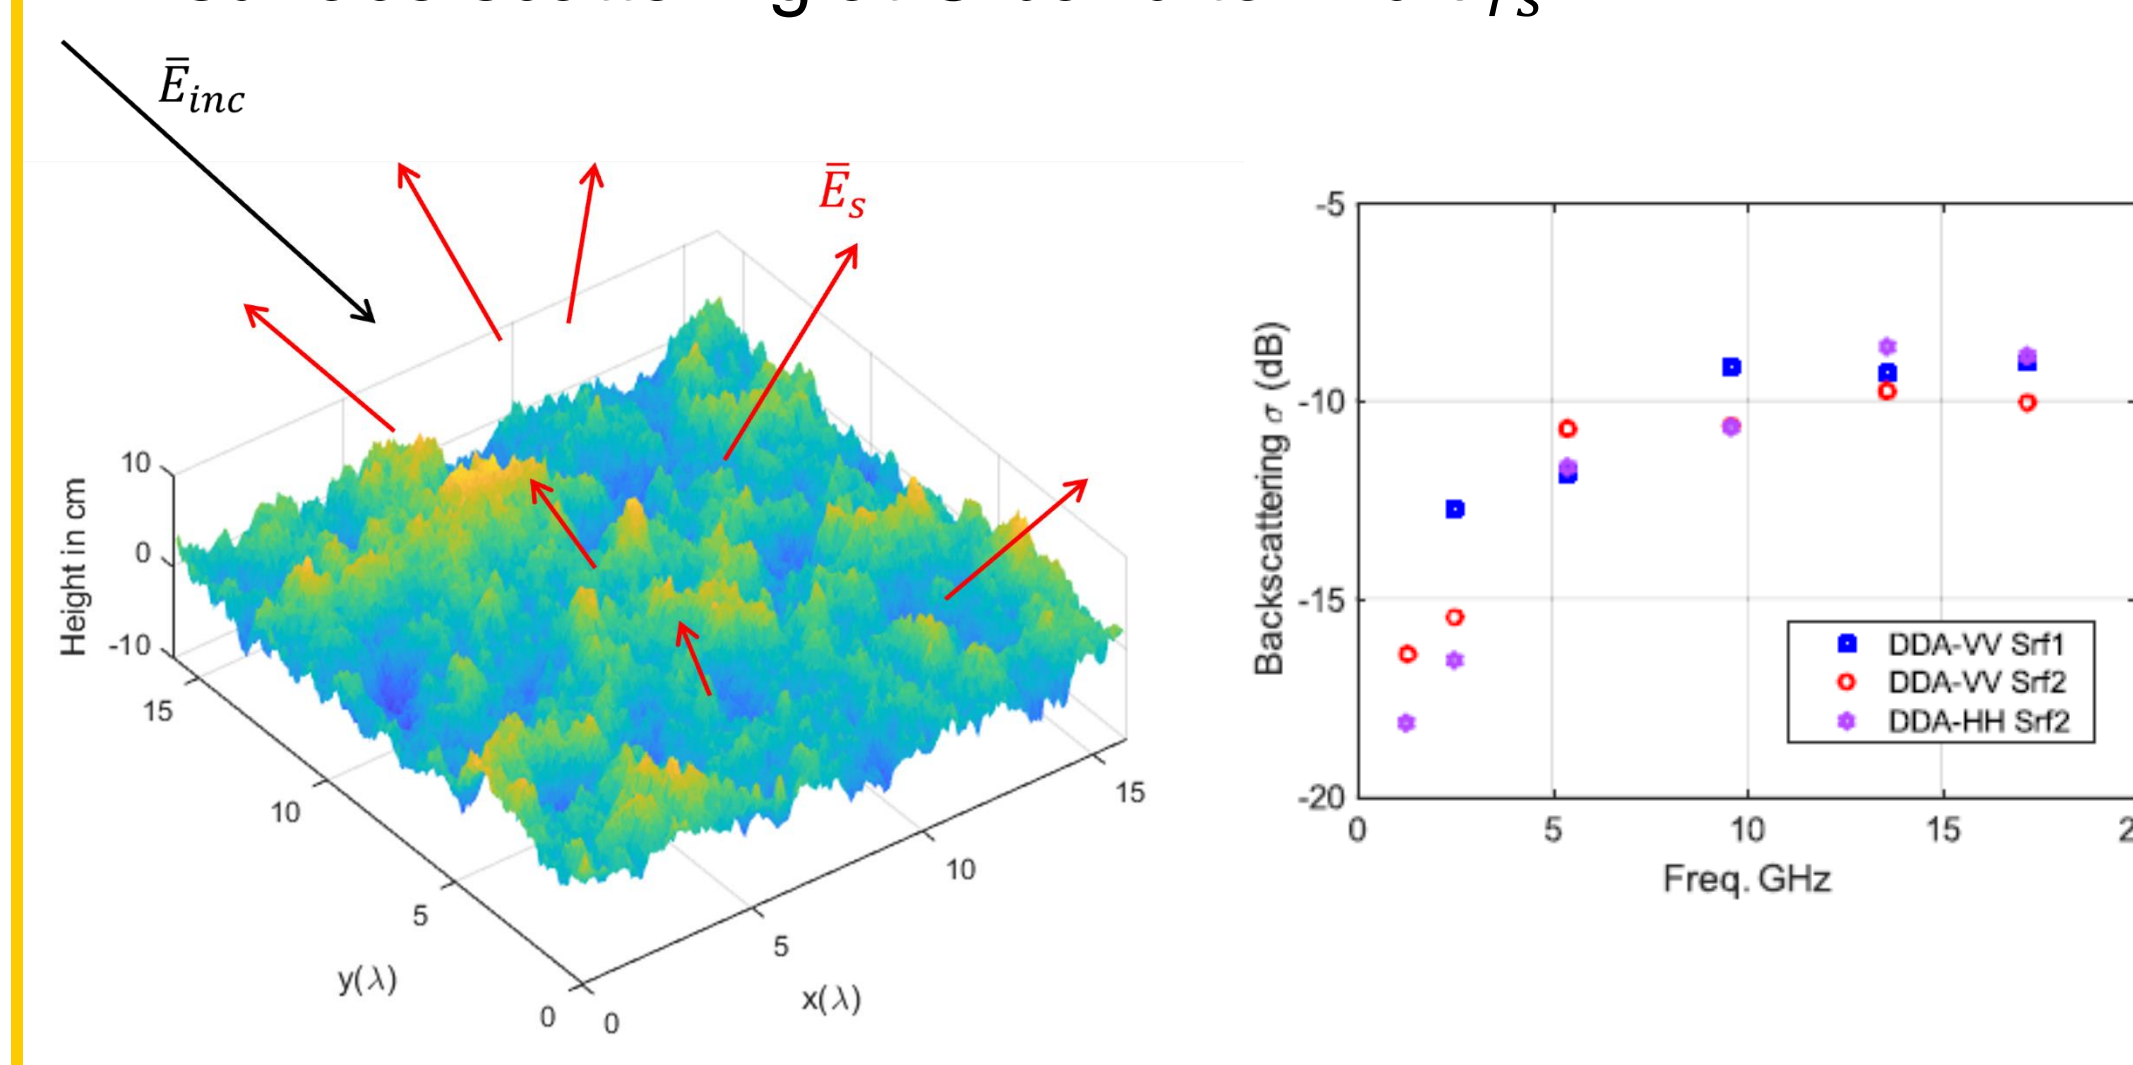 Ē_inc
Ē_s
Height in cm
10
0
-10
15
10
5
0
y(λ)
0
5
10
15
x(λ)
Backscattering σ (dB)
-5
-10
-15
-20
0
5
10
15
Freq. GHz
DDA-VV Srf1
DDA-VV Srf2
DDA-HH Srf2